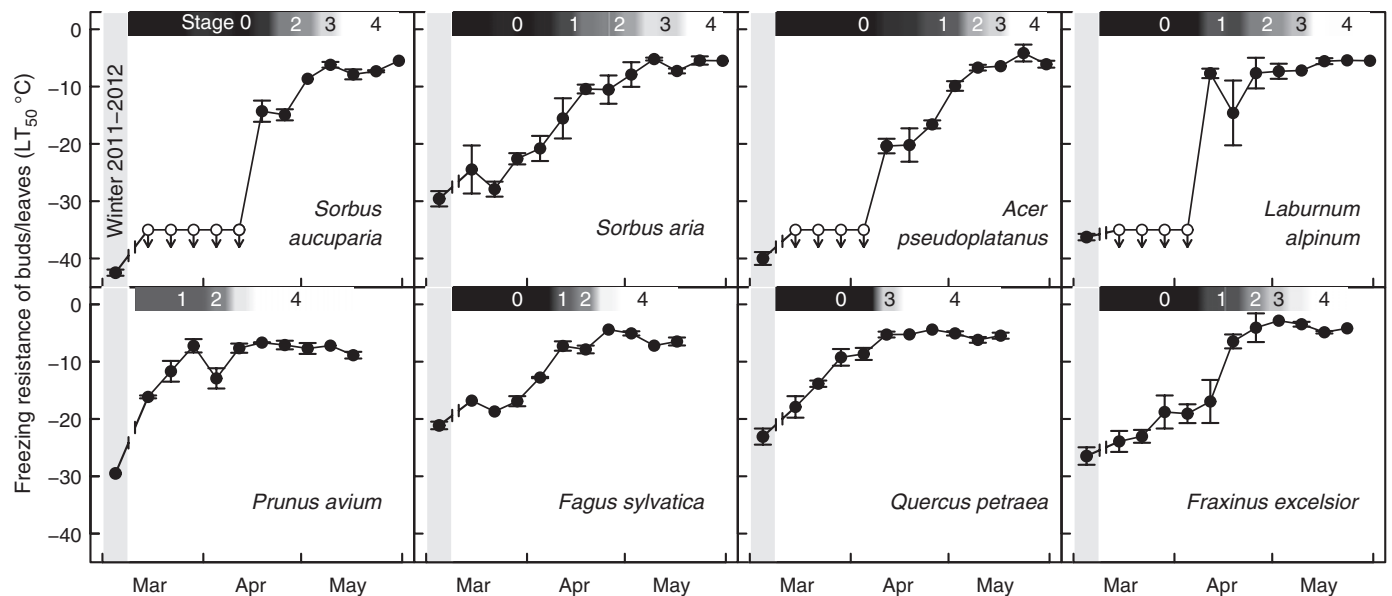 Freezing resistance of buds/leaves (LT50 °C)
Winter 2011–2012
0
−10
−20
−30
−40
Stage 0 2 3 4
Sorbus
aucuparia
0 1 2 3 4
Sorbus aria
0 1 2 3 4
Acer
pseudoplatanus
0 1 2 3 4
Laburnum
alpinum
0
−10
−20
−30
−40
1 2 4
Prunus avium
0 1 2 4
Fagus sylvatica
0 3 4
Quercus petraea
0 1 2 3 4
Fraxinus excelsior
Mar Apr May
Mar Apr May
Mar Apr May
Mar Apr May